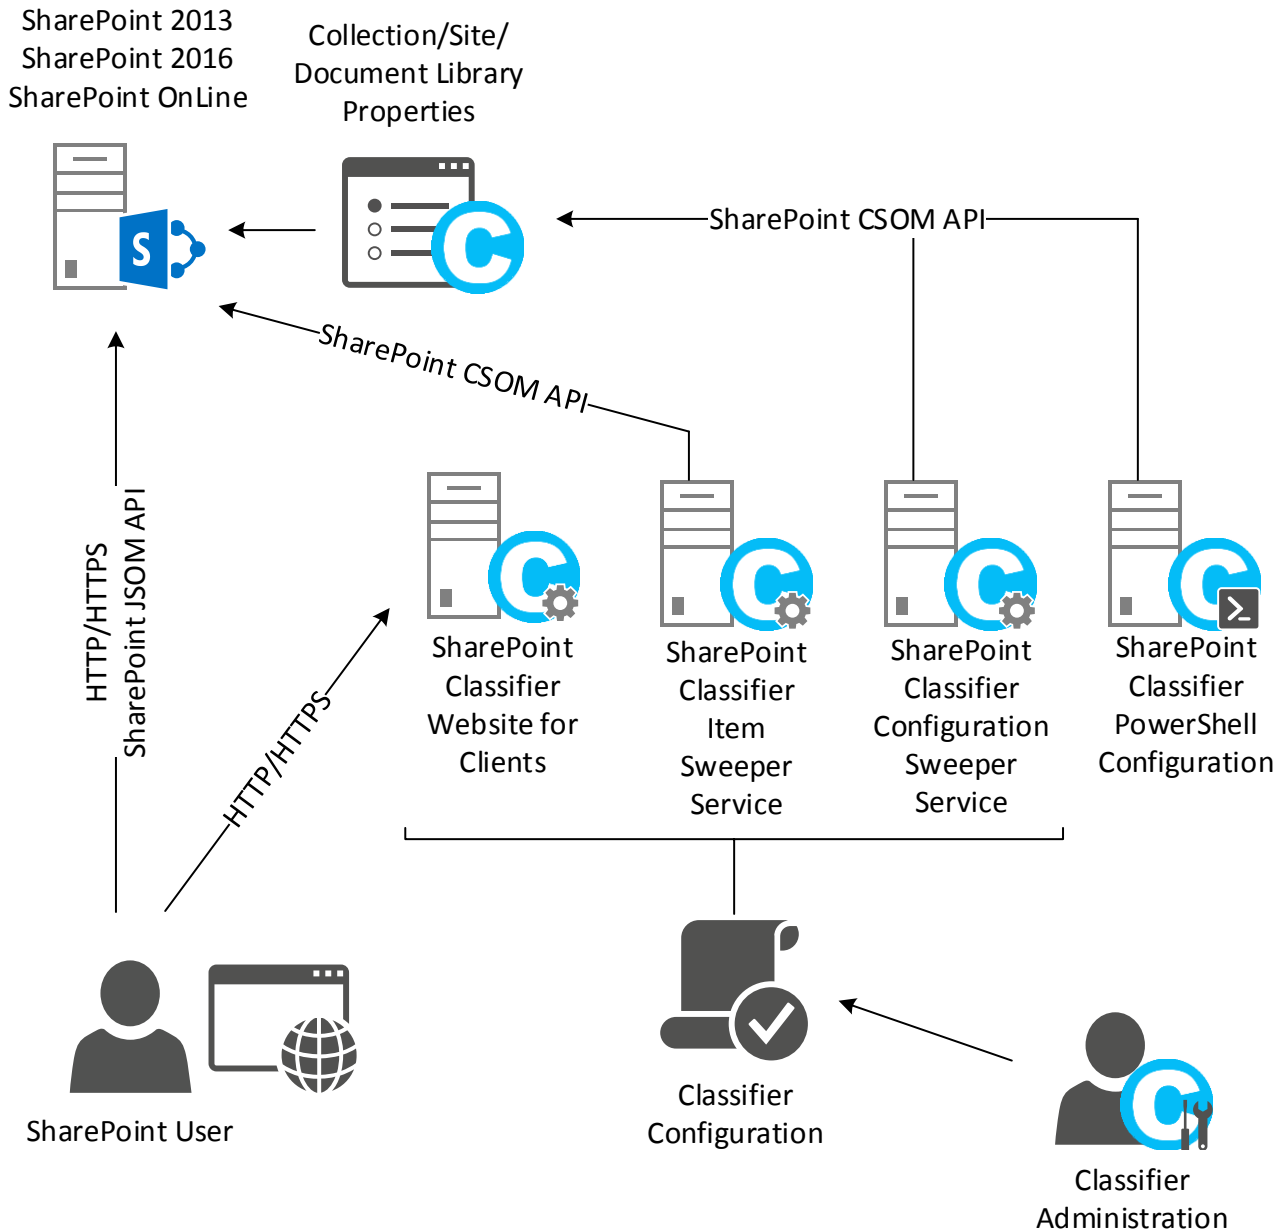 SharePoint 2013
SharePoint 2016
SharePoint OnLine
Collection/Site/
Document Library
Properties
S
C
SharePoint CSOM API
SharePoint CSOM API
HTTP/HTTPS
SharePoint JSOM API
HTTP/HTTPS
C
C
C
C
SharePoint
Classifier
Website for
Clients
SharePoint
Classifier
Item
Sweeper
Service
SharePoint
Classifier
Configuration
Sweeper
Service
SharePoint
Classifier
PowerShell
Configuration
SharePoint User
Classifier
Configuration
C
Classifier
Administration